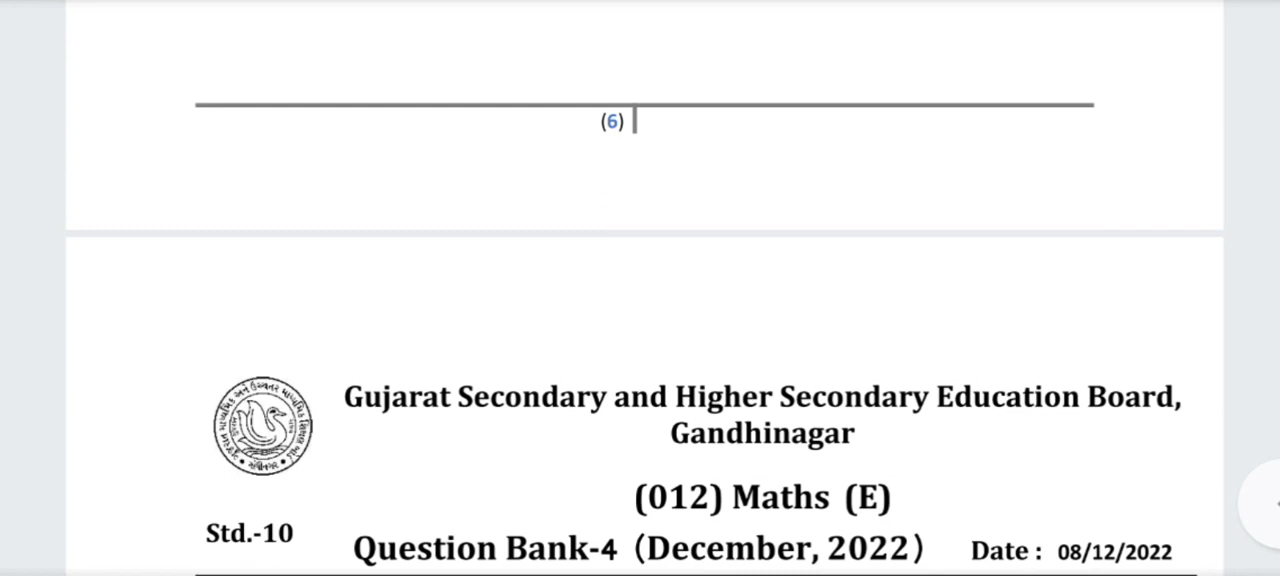 (6)
Gujarat Secondary and Higher Secondary Education Board,
Gandhinagar
(012) Maths (E)
Std.-10
Question Bank-4 (December, 2022)
Date : 08/12/2022